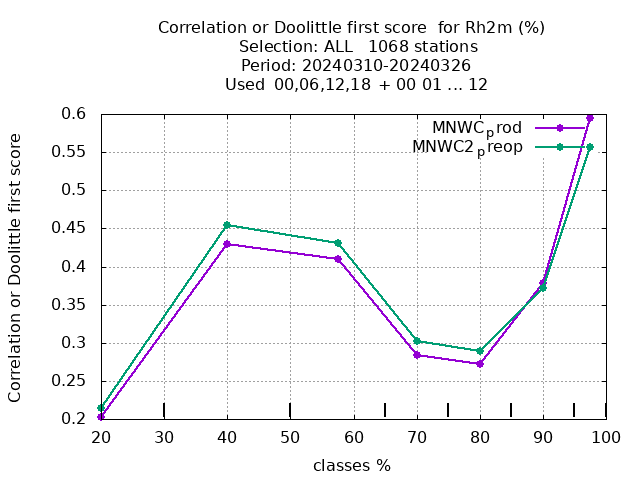 Correlation or Doolittle first score  for Rh2m (%)
Selection: ALL   1068 stations
Period: 20240310-20240326
Used  00,06,12,18 + 00 01 ... 12
Correlation or Doolittle first score
0.6
0.55
0.5
0.45
0.4
0.35
0.3
0.25
0.2
MNWCprod
MNWC2preop
20 30 40 50 60 70 80 90 100
classes %